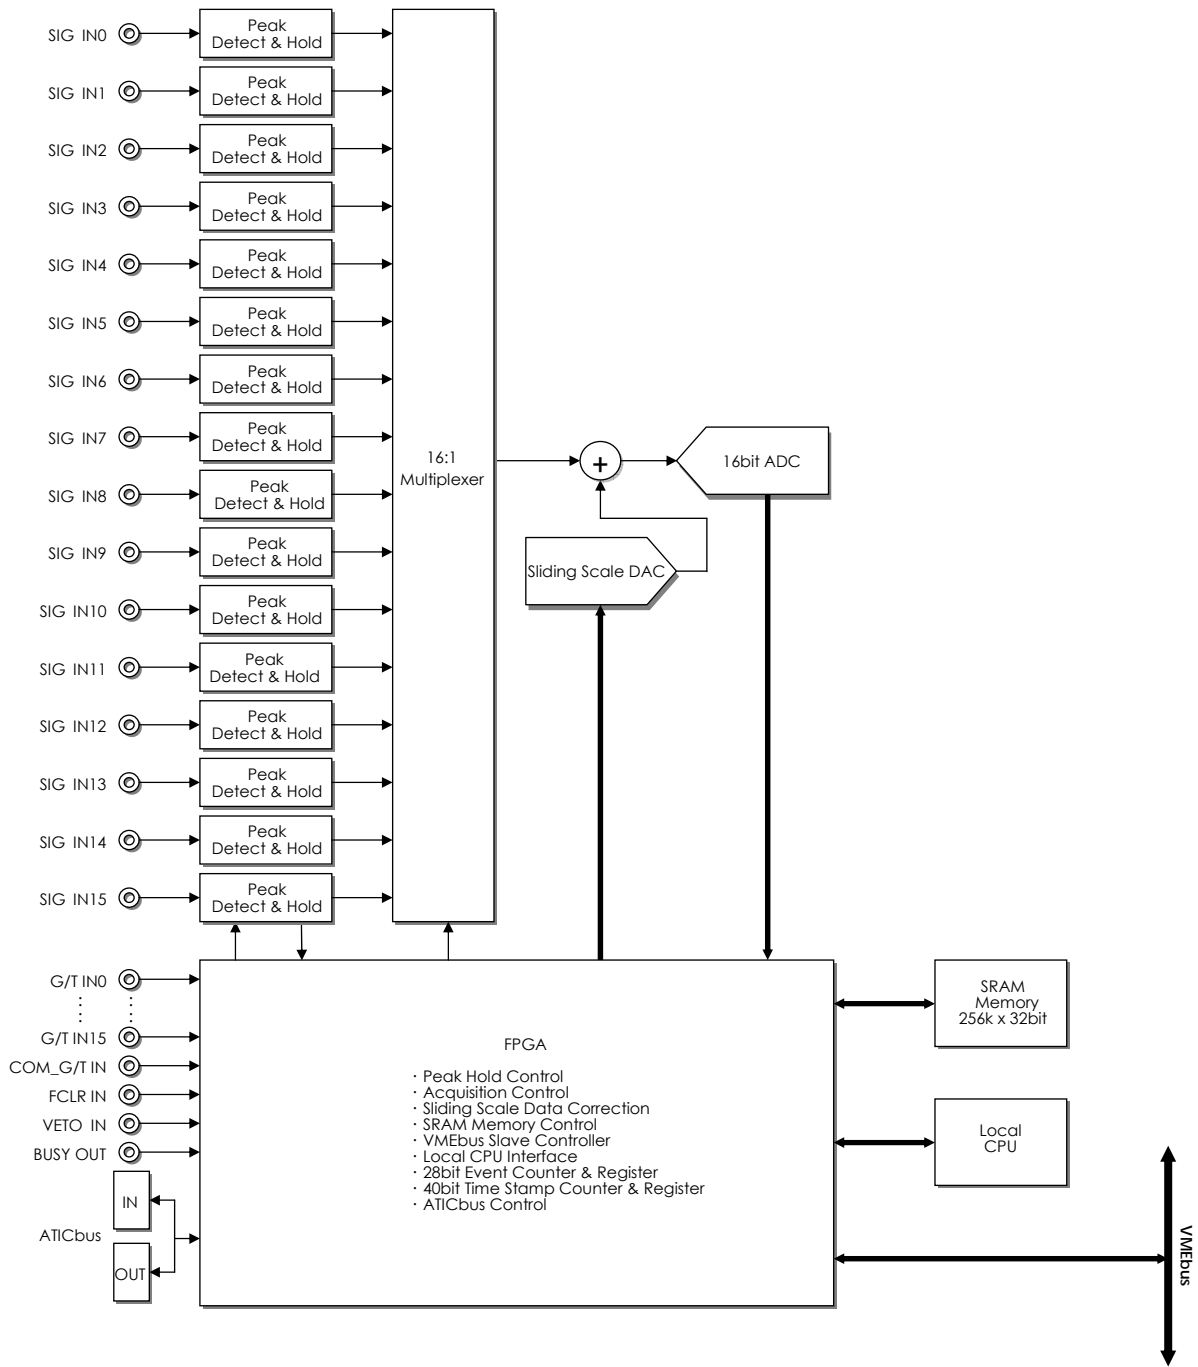 SIG IN0
Peak
Detect & Hold
SIG IN1
Peak
Detect & Hold
SIG IN2
Peak
Detect & Hold
SIG IN3
Peak
Detect & Hold
SIG IN4
Peak
Detect & Hold
SIG IN5
Peak
Detect & Hold
SIG IN6
Peak
Detect & Hold
SIG IN7
Peak
Detect & Hold
SIG IN8
Peak
Detect & Hold
SIG IN9
Peak
Detect & Hold
SIG IN10
Peak
Detect & Hold
SIG IN11
Peak
Detect & Hold
SIG IN12
Peak
Detect & Hold
SIG IN13
Peak
Detect & Hold
SIG IN14
Peak
Detect & Hold
SIG IN15
Peak
Detect & Hold
16:1
Multiplexer
+
16bit ADC
Sliding Scale DAC
G/T IN0
G/T IN15
COM_G/T IN
FCLR IN
VETO IN
BUSY OUT
ATICbus
IN
OUT
FPGA
· Peak Hold Control
· Acquisition Control
· Sliding Scale Data Correction
· SRAM Memory Control
· VMEbus Slave Controller
· Local CPU Interface
· 28bit Event Counter & Register
· 40bit Time Stamp Counter & Register
· ATICbus Control
SRAM
Memory
256k x 32bit
Local
CPU
VMEbus